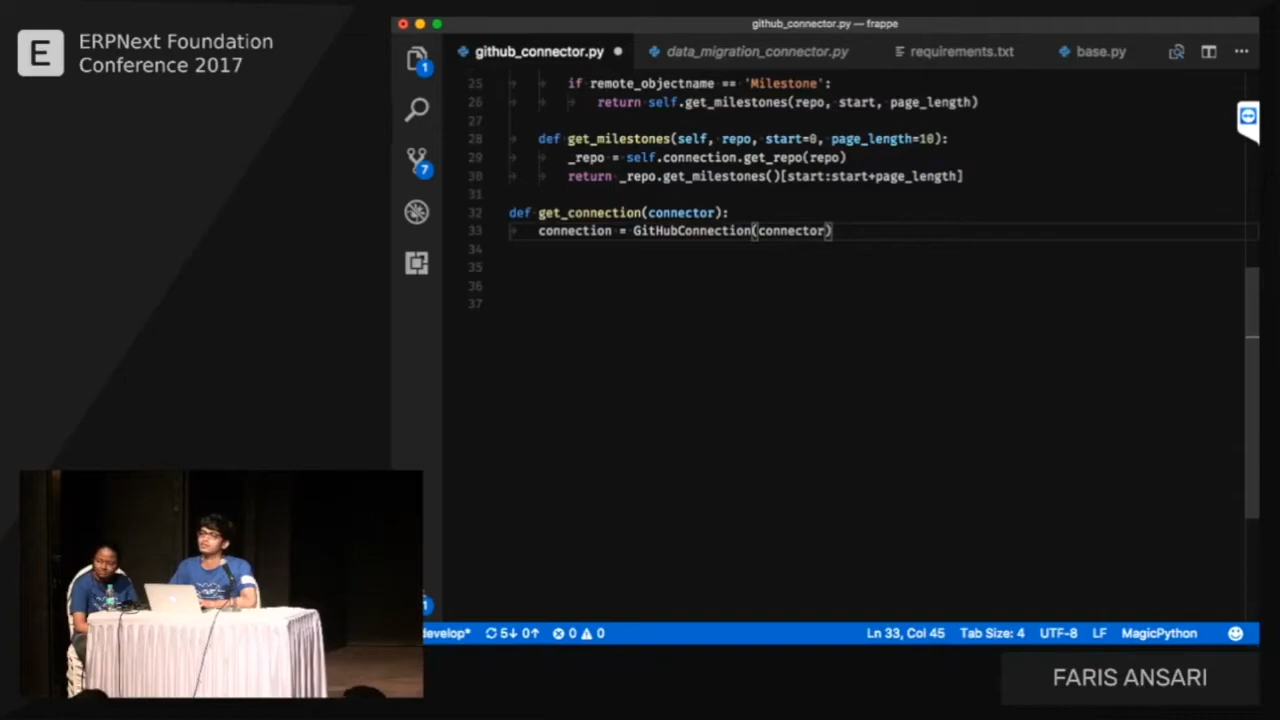 E
ERPNext Foundation
Conference 2017
github_connector.py — frappe
github_connector.py
data_migration_connector.py
requirements.txt
base.py
25 if remote_objectname == 'Milestone':
26 return self.get_milestones(repo, start, page_length)
27
28 def get_milestones(self, repo, start=0, page_length=10):
29 _repo = self.connection.get_repo(repo)
30 return _repo.get_milestones()[start:start+page_length]
31
32 def get_connection(connector):
33 connection = GitHubConnection(connector)
34
35
36
37
1
7
1
evelop* 5↓ 0↑ 0 0
Ln 33, Col 45 Tab Size: 4 UTF-8 LF MagicPython
FARIS ANSARI